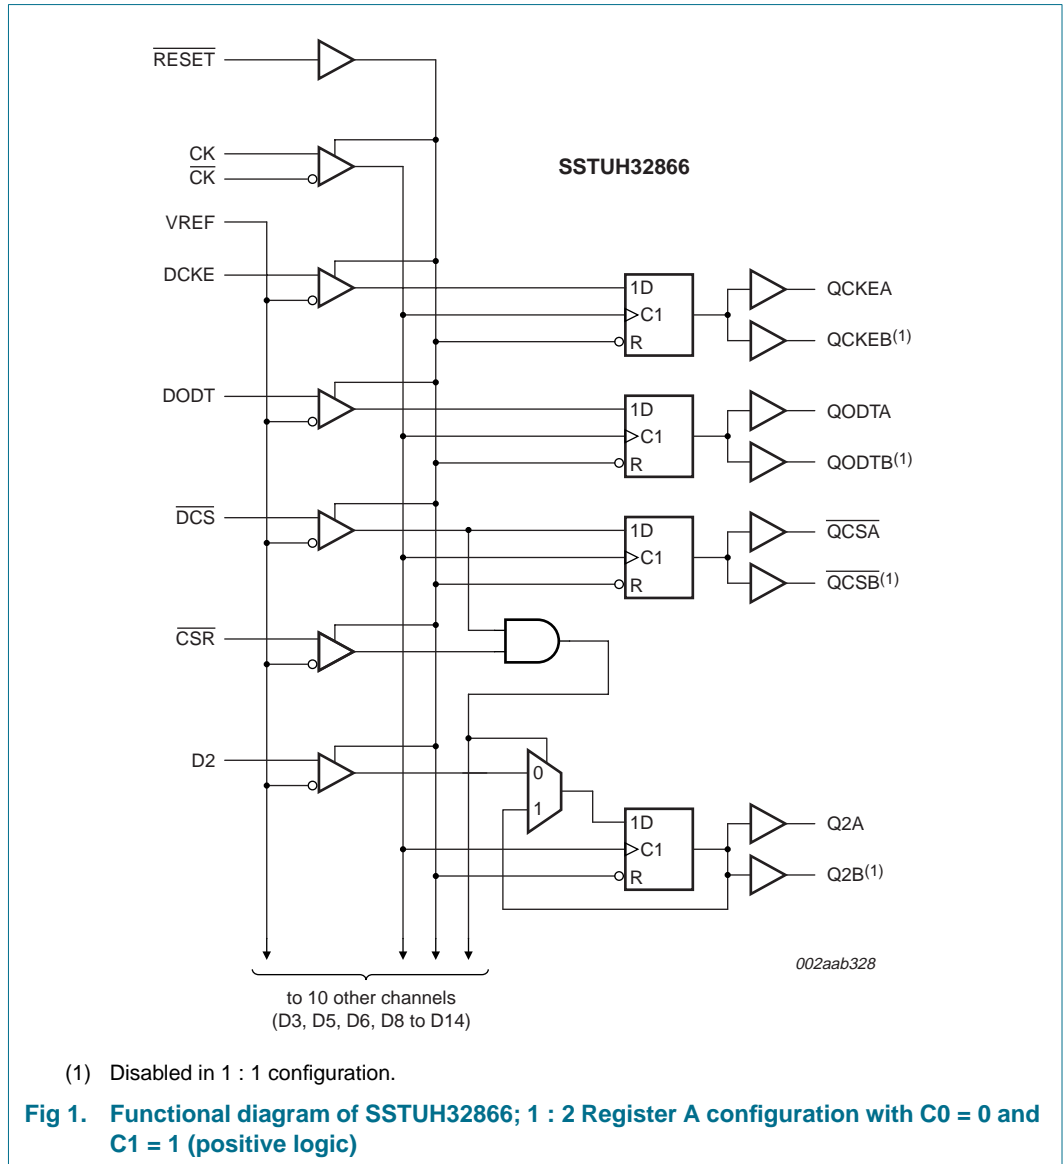 RESET
CK
CK
SSTUH32866
VREF
DCKE
1D
C1
R
QCKEA
QCKEB(1)
DODT
1D
C1
R
QODTA
QODTB(1)
DCS
1D
C1
R
QCSA
QCSB(1)
CSR
D2
0
1
1D
C1
R
Q2A
Q2B(1)
002aab328
to 10 other channels
(D3, D5, D6, D8 to D14)
(1) Disabled in 1 : 1 configuration.
Fig 1. Functional diagram of SSTUH32866; 1 : 2 Register A configuration with C0 = 0 and
C1 = 1 (positive logic)